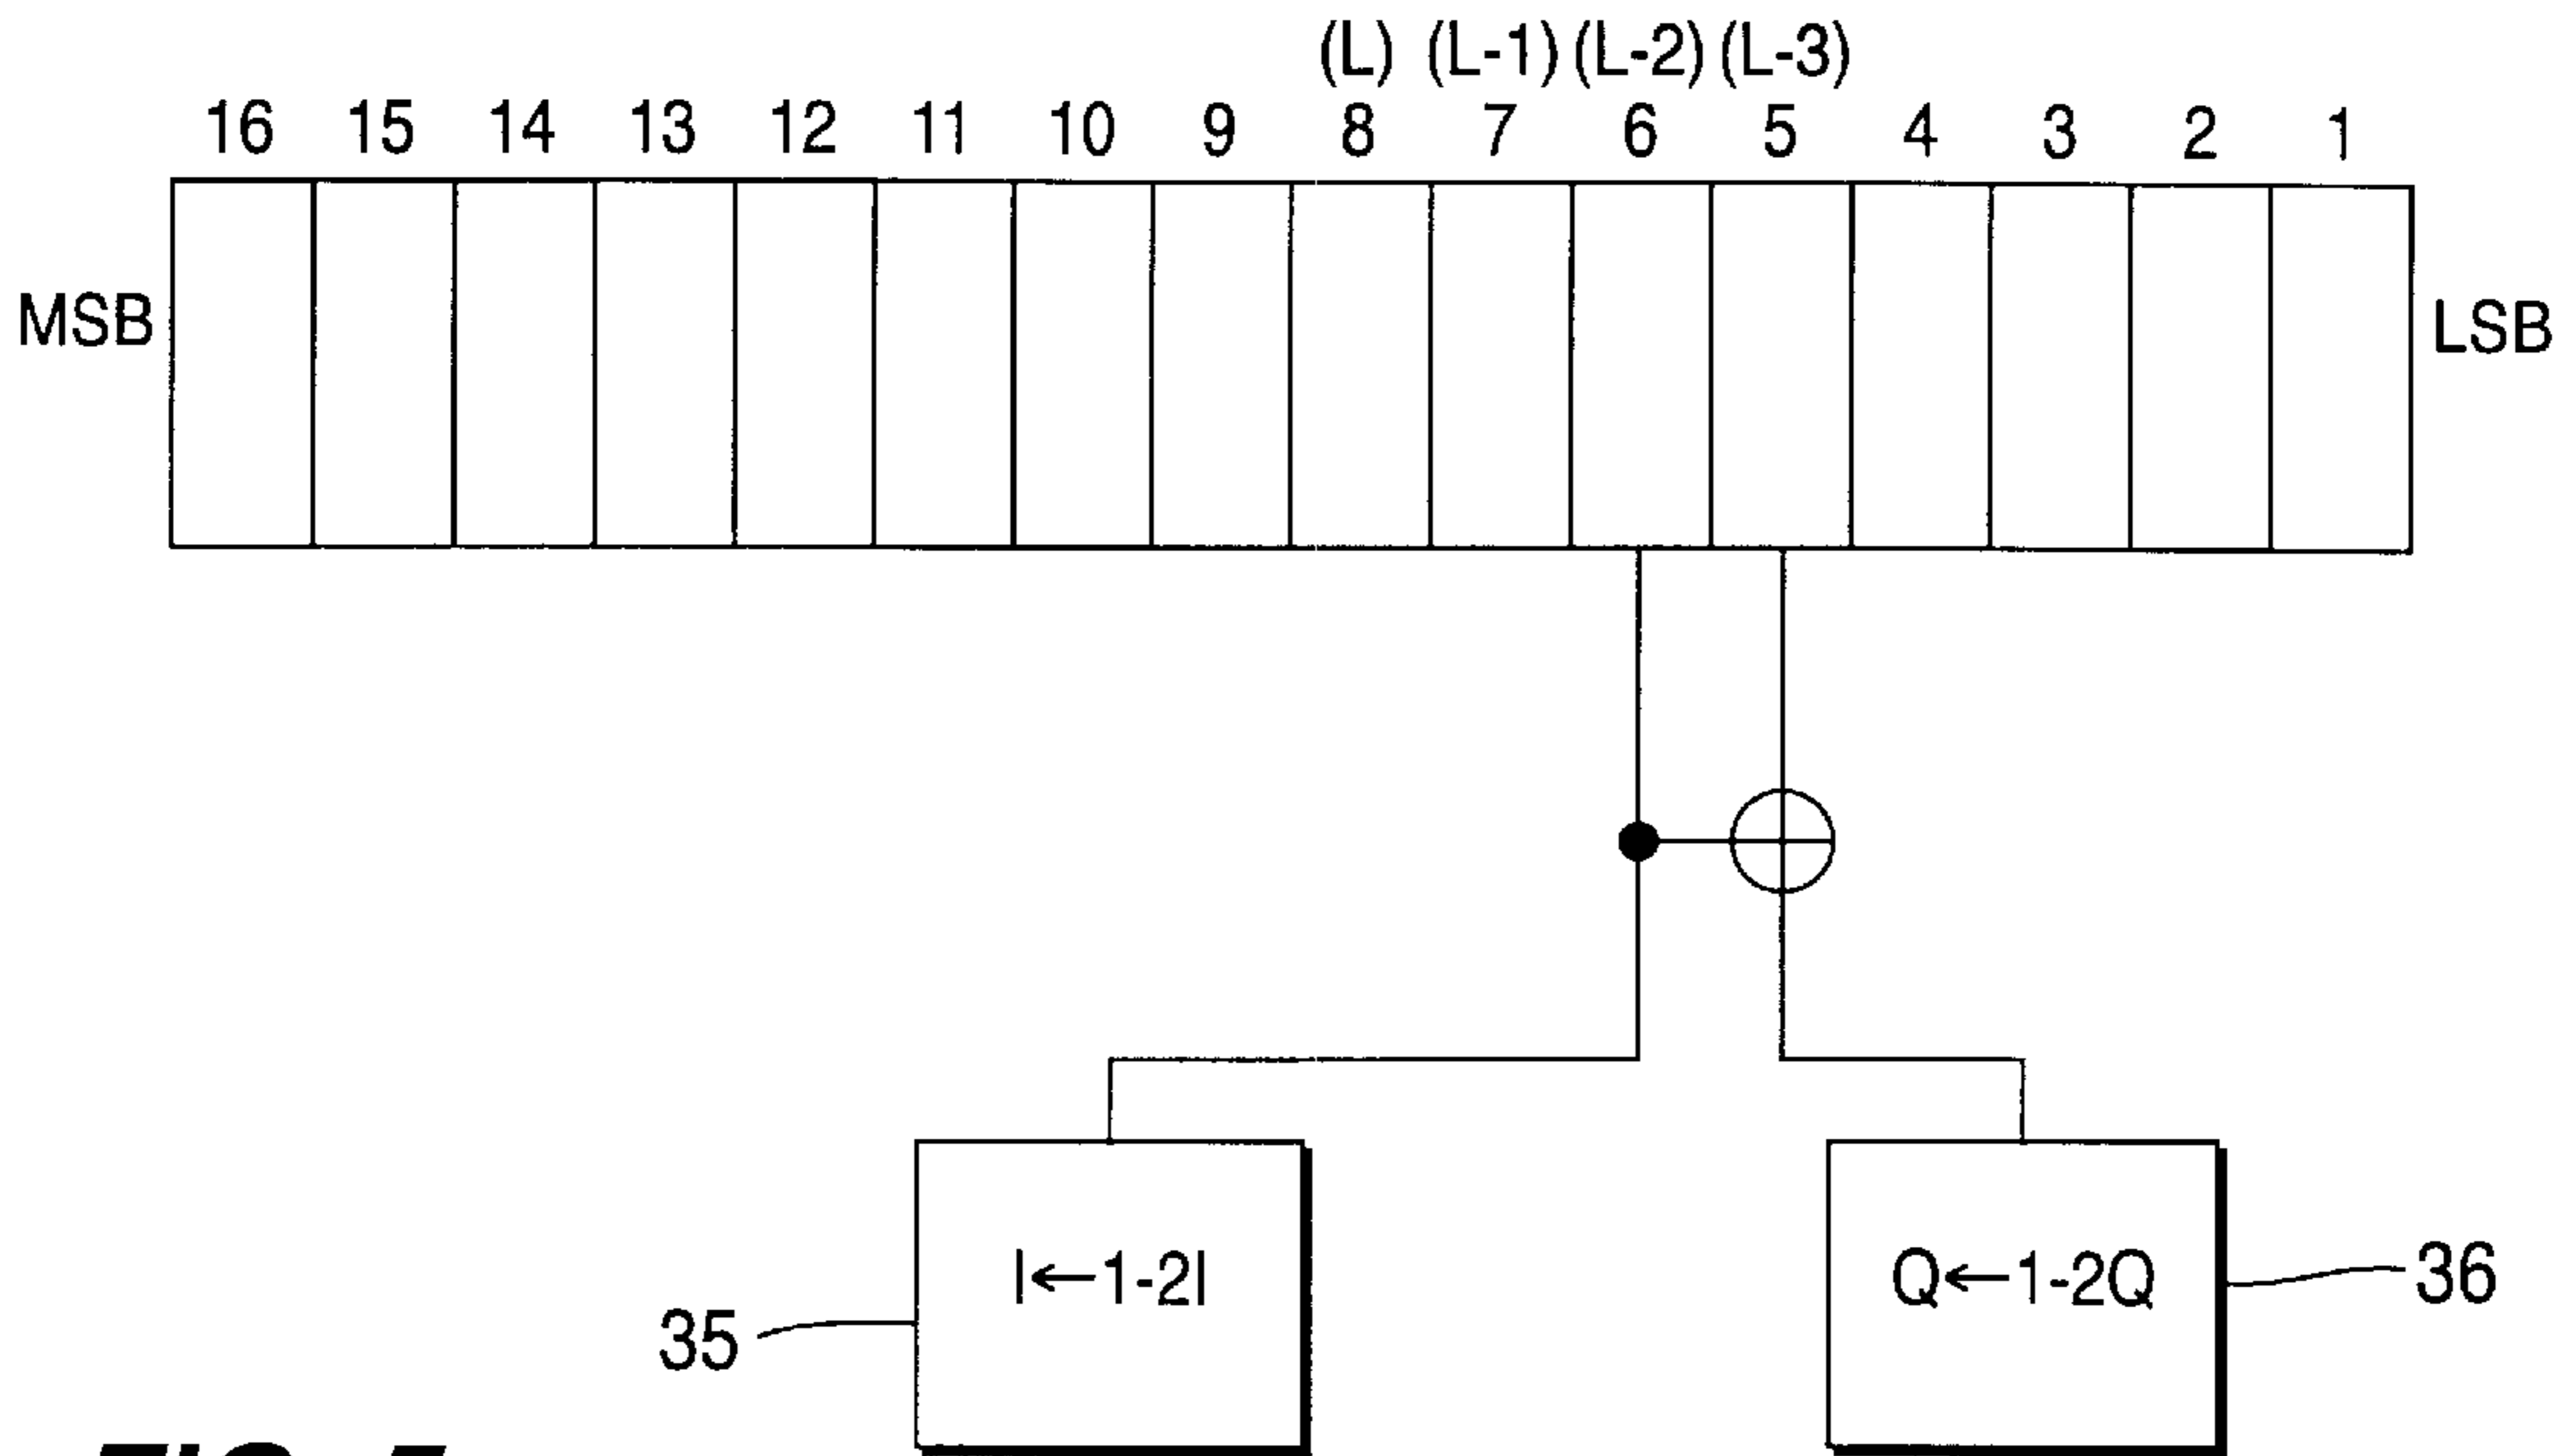 (L) (L-1) (L-2) (L-3)
16 15 14 13 12 11 10 9 8 7 6 5 4 3 2 1
MSB LSB
I←1-2I Q←1-2Q
35 36